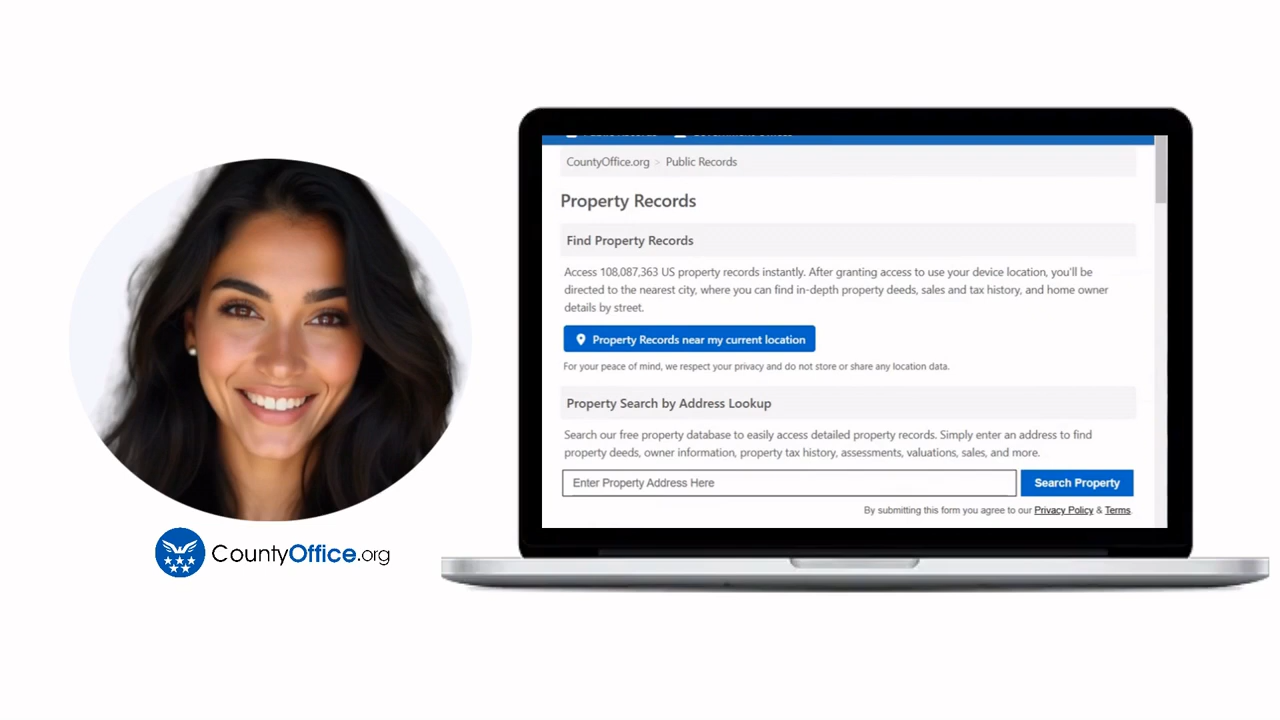 CountyOffice.org > Public Records
Property Records
Find Property Records
Access 108,087,363 US property records instantly. After granting access to use your device location, you'll be
directed to the nearest city, where you can find in-depth property deeds, sales and tax history, and home owner
details by street.
Property Records near my current location
For your peace of mind, we respect your privacy and do not store or share any location data.
Property Search by Address Lookup
Search our free property database to easily access detailed property records. Simply enter an address to find
property deeds, owner information, property tax history, assessments, valuations, sales, and more.
Enter Property Address Here
Search Property
By submitting this form you agree to our Privacy Policy & Terms.
CountyOffice.org